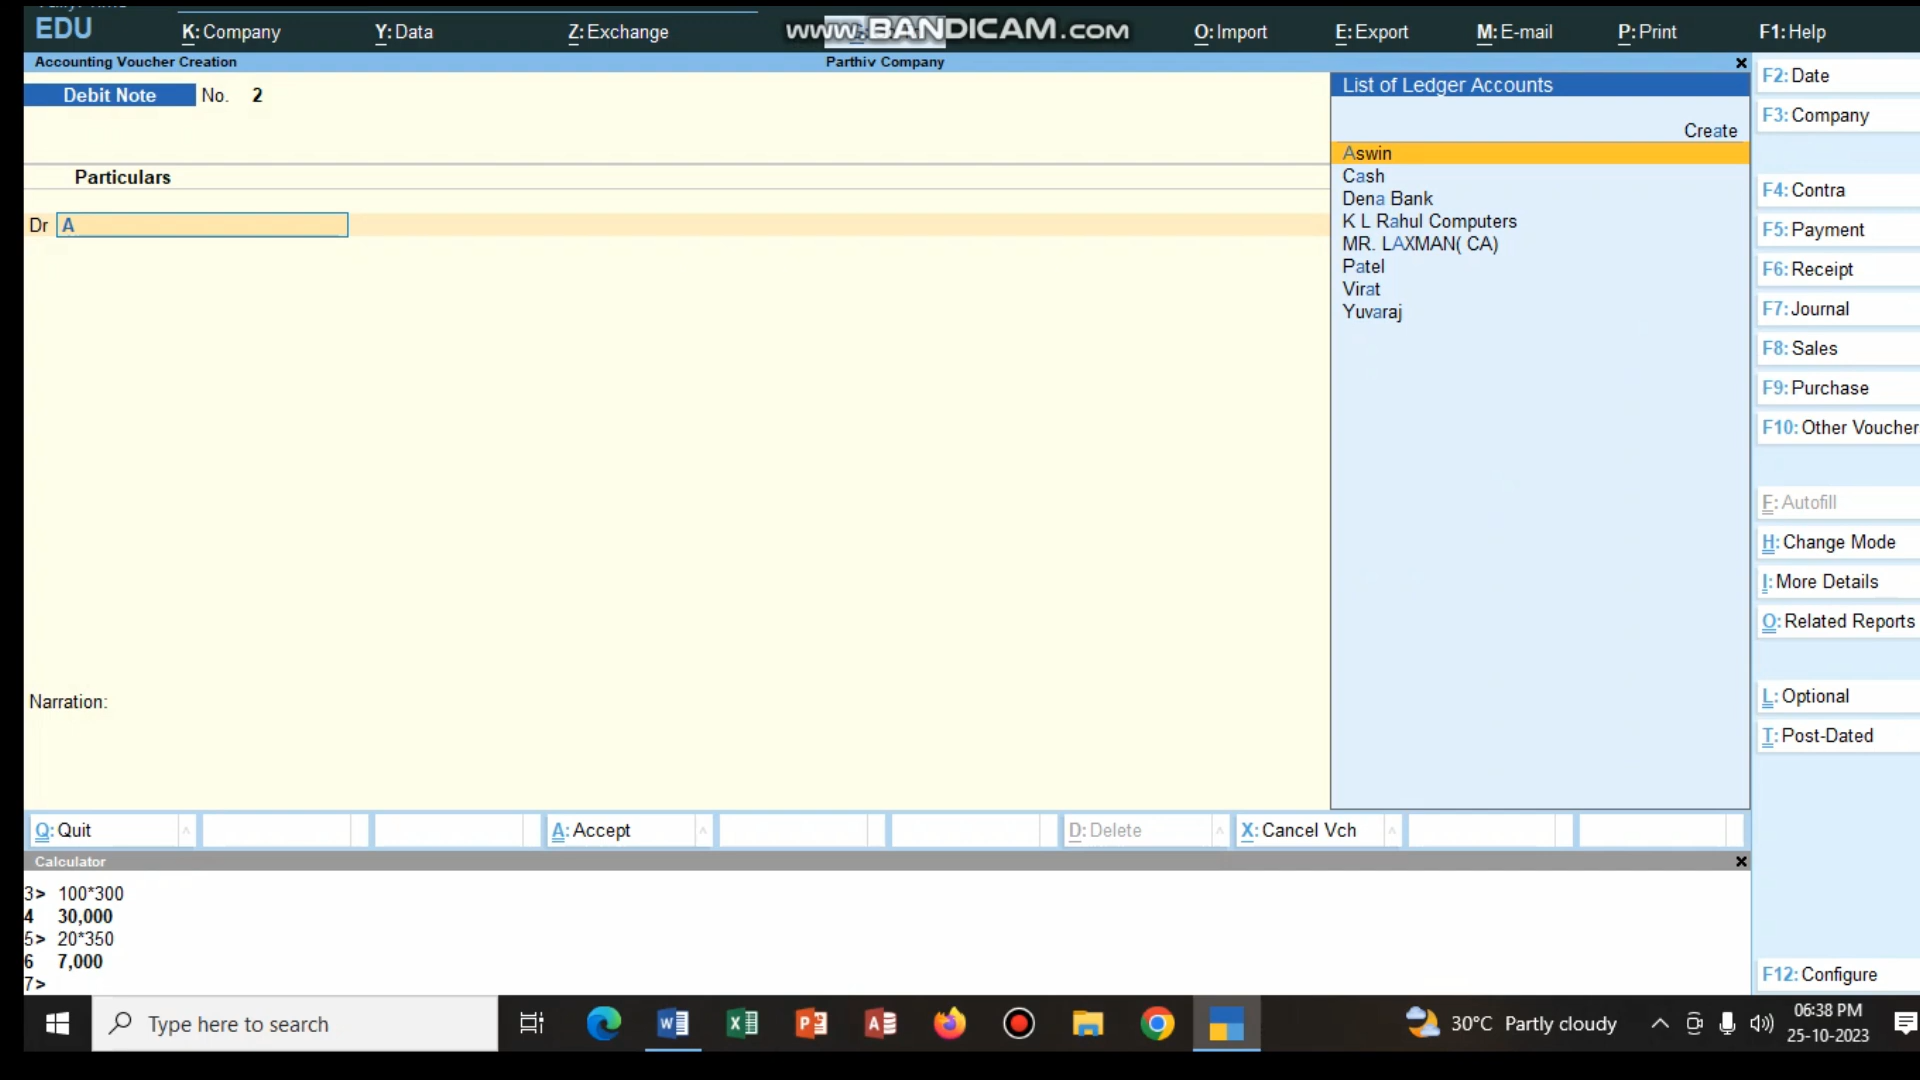 EDU
K: Company
Y: Data
Z: Exchange
www.BANDICAM.com
O: Import
E: Export
M: E-mail
P: Print
F1: Help
Accounting Voucher Creation
Parthiv Company
Debit Note No. 2
Particulars
Dr A
Narration:
List of Ledger Accounts
Create
Aswin
Cash
Dena Bank
K L Rahul Computers
MR. LAXMAN( CA)
Patel
Virat
Yuvaraj
F2: Date
F3: Company
F4: Contra
F5: Payment
F6: Receipt
F7: Journal
F8: Sales
F9: Purchase
F10: Other Voucher
F: Autofill
H: Change Mode
I: More Details
O: Related Reports
L: Optional
T: Post-Dated
F12: Configure
Q: Quit
A: Accept
D: Delete
X: Cancel Vch
Calculator
3> 100*300
4 30,000
5> 20*350
6 7,000
7>
Type here to search
30°C Partly cloudy
06:38 PM
25-10-2023